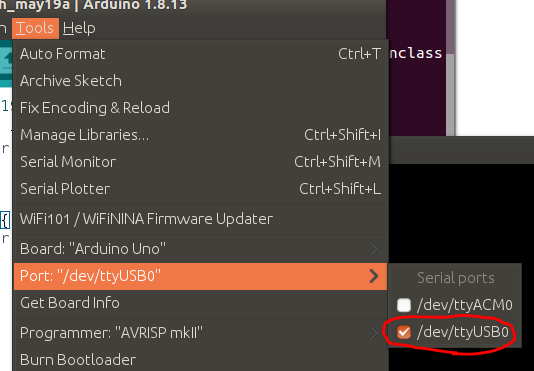 h_may19a | Arduino 1.8.13
Tools Help
Auto Format Ctrl+T
nclass
Archive Sketch
Fix Encoding & Reload
Manage Libraries... Ctrl+Shift+I
Serial Monitor Ctrl+Shift+M
Serial Plotter Ctrl+Shift+L
WiFi101 / WiFiNINA Firmware Updater
Board: "Arduino Uno"
Port: "/dev/ttyUSB0"
Serial ports
Get Board Info
/dev/ttyACM0
Programmer: "AVRISP mkII"
/dev/ttyUSB0
Burn Bootloader